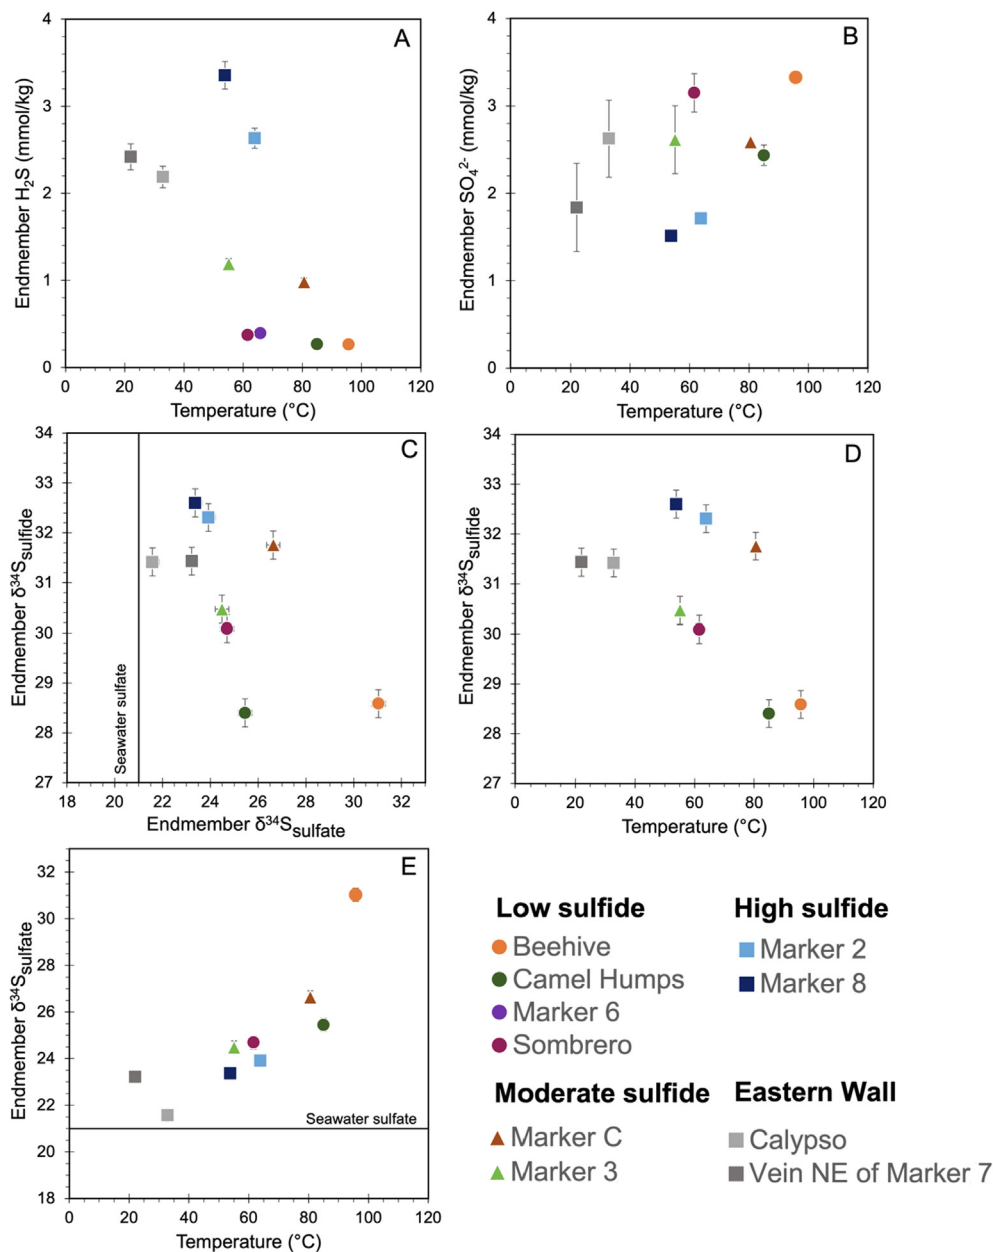 A
Endmember H₂S (mmol/kg)
4
3
2
1
0
0 20 40 60 80 100 120
Temperature (°C)
B
Endmember SO₄²⁻ (mmol/kg)
4
3
2
1
0
0 20 40 60 80 100 120
Temperature (°C)
C
Endmember δ³⁴Ssulfide
34
33
32
31
30
29
28
27
Seawater sulfate
18 20 22 24 26 28 30 32
Endmember δ³⁴Ssulfate
D
Endmember δ³⁴Ssulfide
34
33
32
31
30
29
28
27
0 20 40 60 80 100 120
Temperature (°C)
E
Endmember δ³⁴Ssulfate
32
30
28
26
24
22
20
18
Seawater sulfate
0 20 40 60 80 100 120
Temperature (°C)
Low sulfide
Beehive
Camel Humps
Marker 6
Sombrero
High sulfide
Marker 2
Marker 8
Moderate sulfide
Marker C
Marker 3
Eastern Wall
Calypso
Vein NE of Marker 7